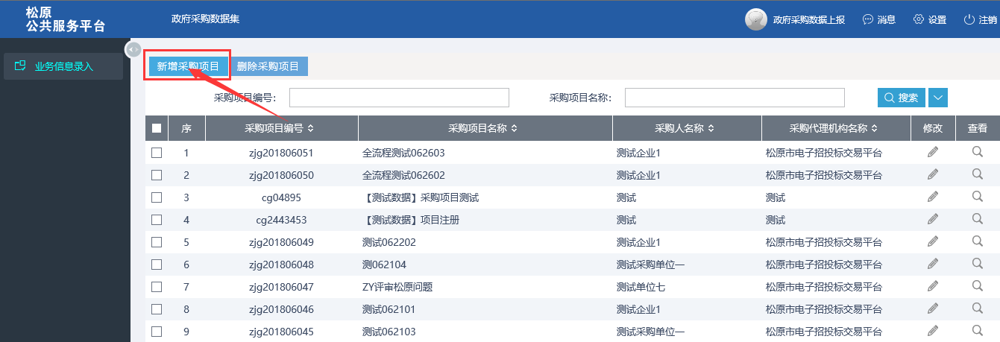 松原
公共服务平台
政府采购数据集
政府采购数据上报 消息 设置 注销
业务信息录入
新增采购项目 删除采购项目
采购项目编号: 采购项目名称: 搜索
序 采购项目编号 采购项目名称 采购人名称 采购代理机构名称 修改 查看
1 zjg201806051 全流程测试062603 测试企业1 松原市电子招投标交易平台
2 zjg201806050 全流程测试062602 测试企业1 松原市电子招投标交易平台
3 cg04895 【测试数据】采购项目测试 测试 测试
4 cg2443453 【测试数据】项目注册 测试 测试
5 zjg201806049 测试062202 测试企业1 松原市电子招投标交易平台
6 zjg201806048 测062104 测试采购单位一 松原市电子招投标交易平台
7 zjg201806047 ZY评审松原问题 测试单位七 松原市电子招投标交易平台
8 zjg201806046 测试062101 测试企业1 松原市电子招投标交易平台
9 zjg201806045 测试062103 测试采购单位一 松原市电子招投标交易平台